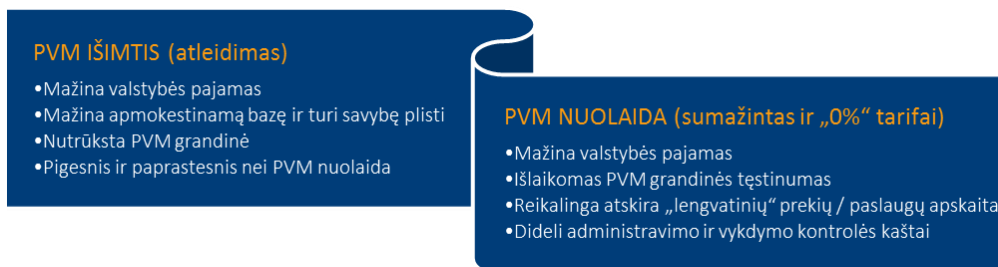 PVM IŠIMTIS (atleidimas)
•Mažina valstybės pajamas
•Mažina apmokestinamą bazę ir turi savybę plisti
•Nutrūksta PVM grandinė
•Pigesnis ir paprastesnis nei PVM nuolaida
PVM NUOLAIDA (sumažintas ir „0%“ tarifai)
•Mažina valstybės pajamas
•Išlaikomas PVM grandinės tęstinumas
•Reikalinga atskira „lengvatinių“ prekių / paslaugų apskaita
•Dideli administravimo ir vykdymo kontrolės kaštai